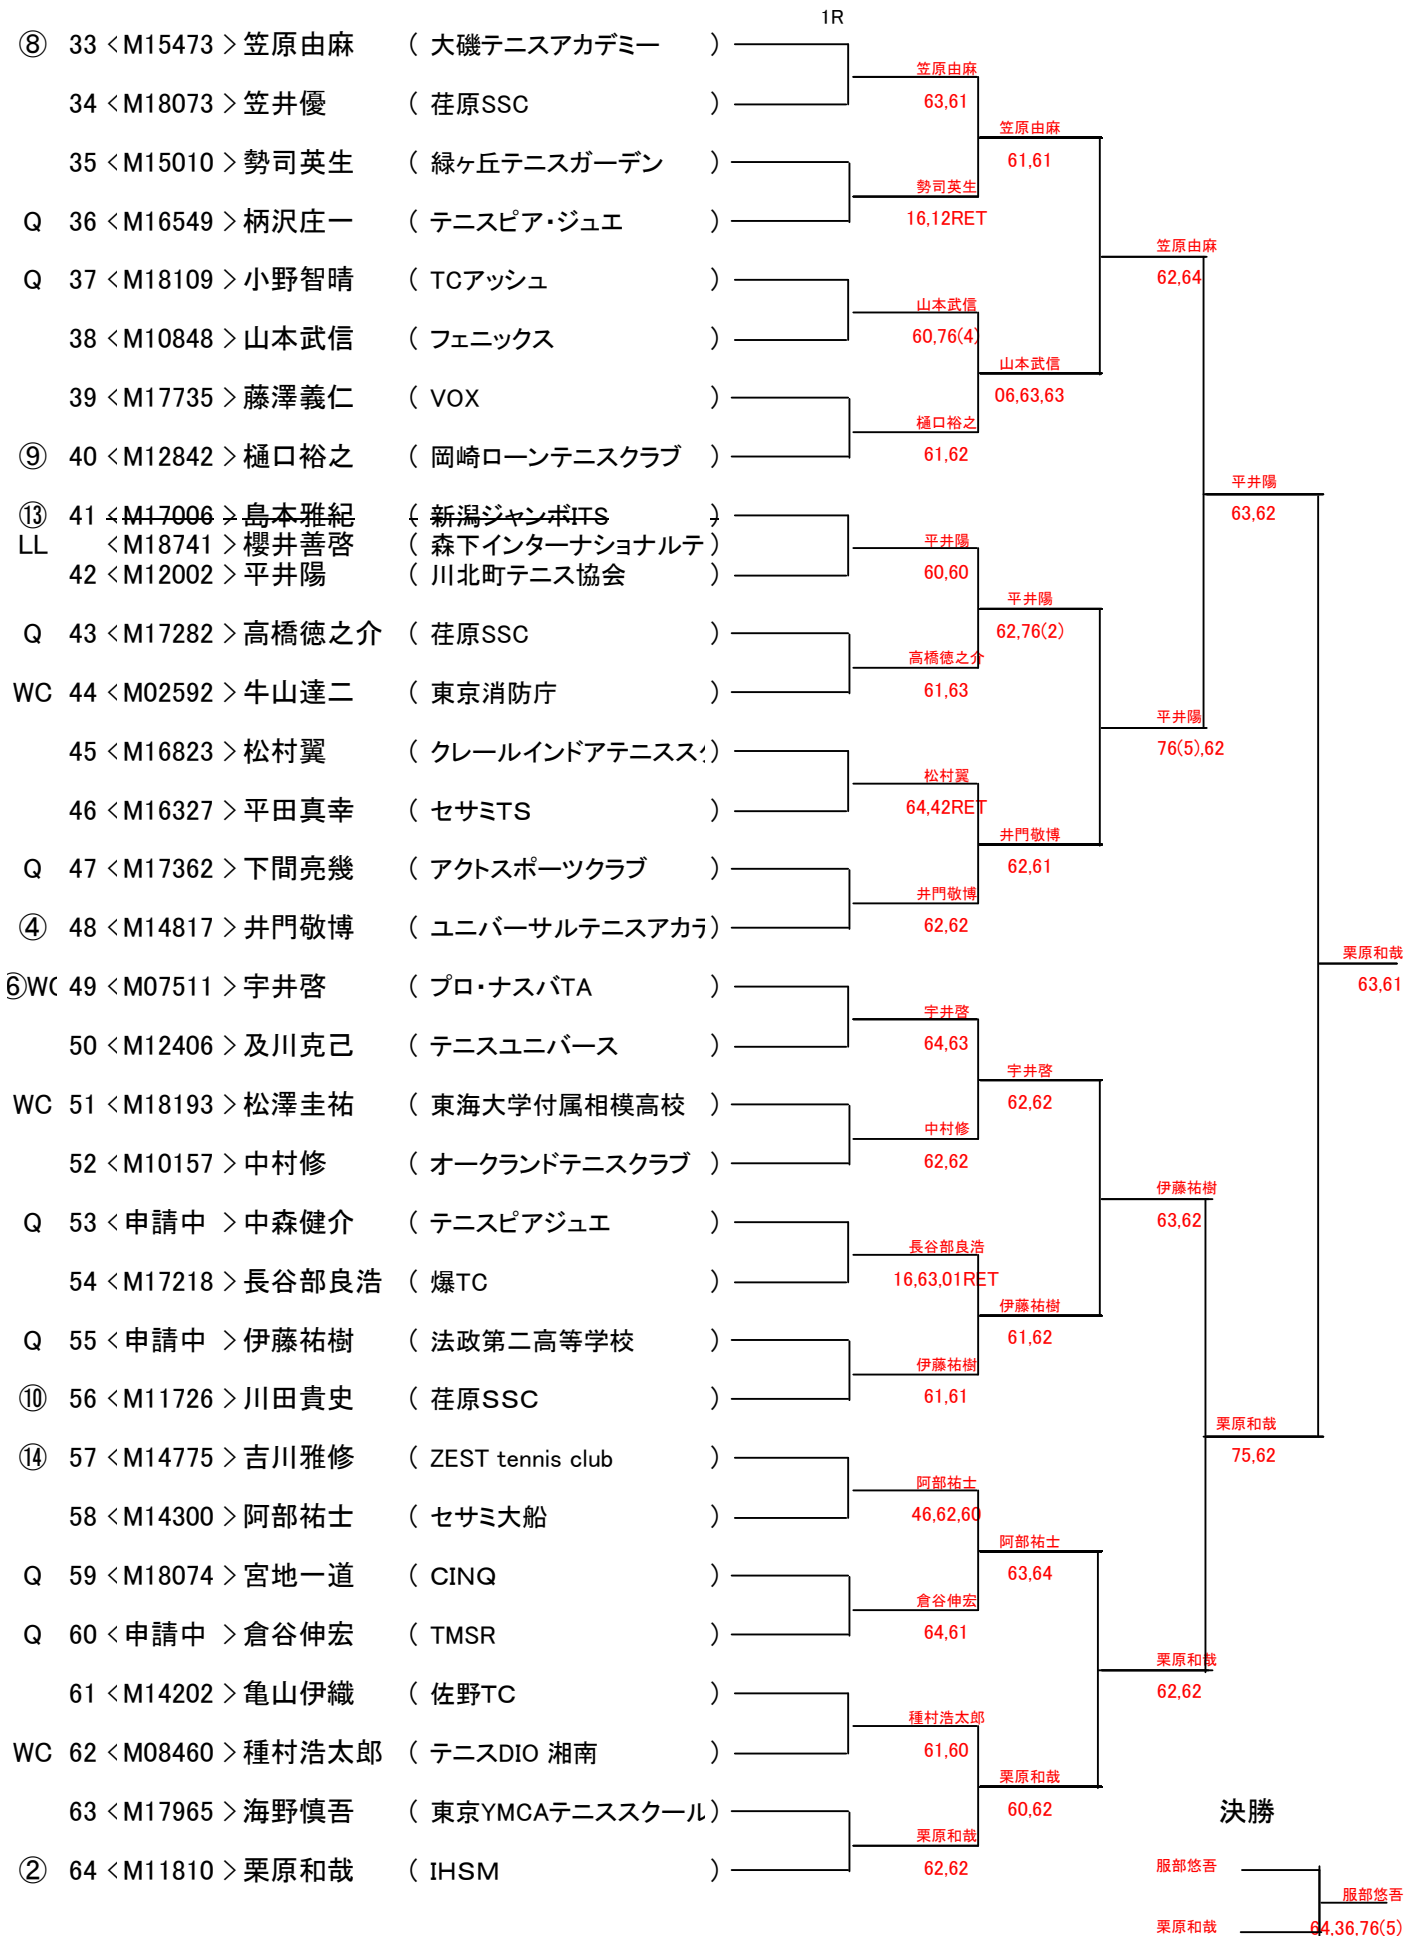 1R
⑧ 33 <M15473 > 笠原由麻 ( 大磯テニスアカデミー )
笠原由麻
63,61
34 <M18073 > 笠井優 ( 荏原SSC )
笠原由麻
61,61
35 <M15010 > 勢司英生 ( 緑ヶ丘テニスガーデン )
勢司英生
16,12RET
Q 36 <M16549 > 柄沢庄一 ( テニスピア・ジュエ )
笠原由麻
62,64
Q 37 <M18109 > 小野智晴 ( TCアッシュ )
山本武信
60,76(4)
38 <M10848 > 山本武信 ( フェニックス )
山本武信
06,63,63
39 <M17735 > 藤澤義仁 ( VOX )
樋口裕之
61,62
⑨ 40 <M12842 > 樋口裕之 ( 岡崎ローンテニスクラブ )
平井陽
63,62
⑬ 41 <M17006 > 島本雅紀 ( 新潟ジャンボITS )
LL <M18741 > 櫻井善啓 ( 森下インターナショナルテ )
平井陽
60,60
42 <M12002 > 平井陽 ( 川北町テニス協会 )
平井陽
62,76(2)
Q 43 <M17282 > 高橋徳之介 ( 荏原SSC )
高橋徳之介
61,63
WC 44 <M02592 > 牛山達二 ( 東京消防庁 )
平井陽
76(5),62
45 <M16823 > 松村翼 ( クレールインドアテニスス )
松村翼
64,42RET
46 <M16327 > 平田真幸 ( セサミTS )
井門敬博
62,61
Q 47 <M17362 > 下間亮幾 ( アクトスポーツクラブ )
井門敬博
62,62
④ 48 <M14817 > 井門敬博 ( ユニバーサルテニスアカデ )
栗原和哉
63,61
⑥WC 49 <M07511 > 宇井啓 ( プロ・ナスバTA )
宇井啓
64,63
50 <M12406 > 及川克己 ( テニスユニバース )
宇井啓
62,62
WC 51 <M18193 > 松澤圭祐 ( 東海大学付属相模高校 )
中村修
62,62
52 <M10157 > 中村修 ( オークランドテニスクラブ )
伊藤祐樹
63,62
Q 53 <申請中 > 中森健介 ( テニスピアジュエ )
長谷部良浩
16,63,01RET
54 <M17218 > 長谷部良浩 ( 爆TC )
伊藤祐樹
61,62
Q 55 <申請中 > 伊藤祐樹 ( 法政第二高等学校 )
伊藤祐樹
61,61
⑩ 56 <M11726 > 川田貴史 ( 荏原SSC )
栗原和哉
75,62
⑭ 57 <M14775 > 吉川雅修 ( ZEST tennis club )
阿部祐士
46,62,60
58 <M14300 > 阿部祐士 ( セサミ大船 )
阿部祐士
63,64
Q 59 <M18074 > 宮地一道 ( CINQ )
倉谷伸宏
64,61
Q 60 <申請中 > 倉谷伸宏 ( TMSR )
栗原和哉
62,62
61 <M14202 > 亀山伊織 ( 佐野TC )
種村浩太郎
61,60
WC 62 <M08460 > 種村浩太郎 ( テニスDIO 湘南 )
栗原和哉
60,62
63 <M17965 > 海野慎吾 ( 東京YMCAテニススクール )
決勝
栗原和哉
62,62
② 64 <M11810 > 栗原和哉 ( IHSM )
服部悠吾
服部悠吾
栗原和哉
64,36,76(5)